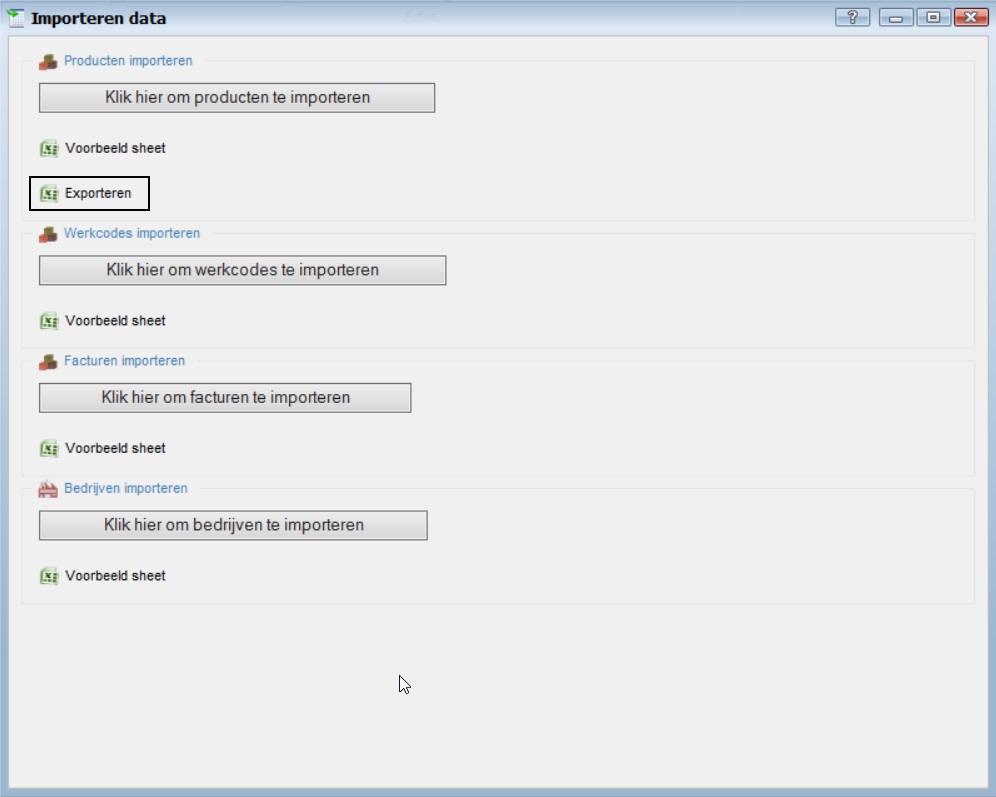 Importeren data
Producten importeren
Klik hier om producten te importeren
Voorbeeld sheet
Exporteren
Werkcodes importeren
Klik hier om werkcodes te importeren
Voorbeeld sheet
Facturen importeren
Klik hier om facturen te importeren
Voorbeeld sheet
Bedrijven importeren
Klik hier om bedrijven te importeren
Voorbeeld sheet